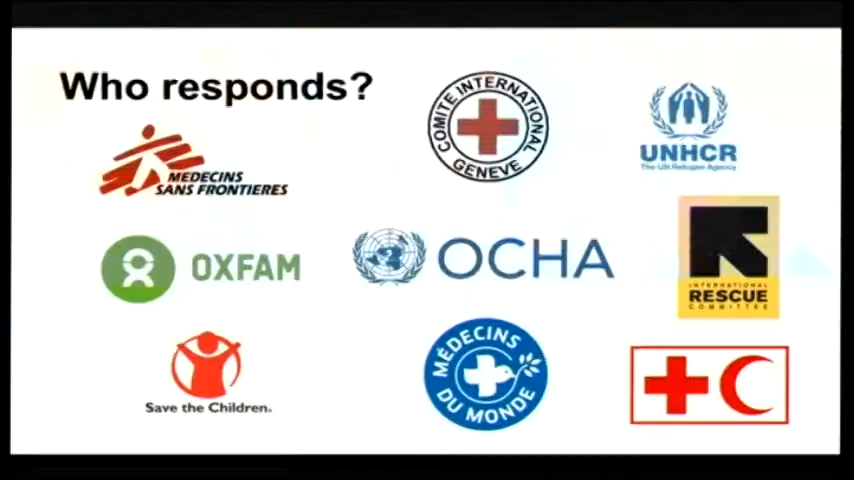 Who responds?
COMITE INTERNATIONAL
GENEVE
UNHCR
The UN Refugee Agency
MEDECINS
SANS FRONTIERES
OXFAM
OCHA
INTERNATIONAL
RESCUE
COMMITTEE
Save the Children.
MÉDECINS
DU MONDE